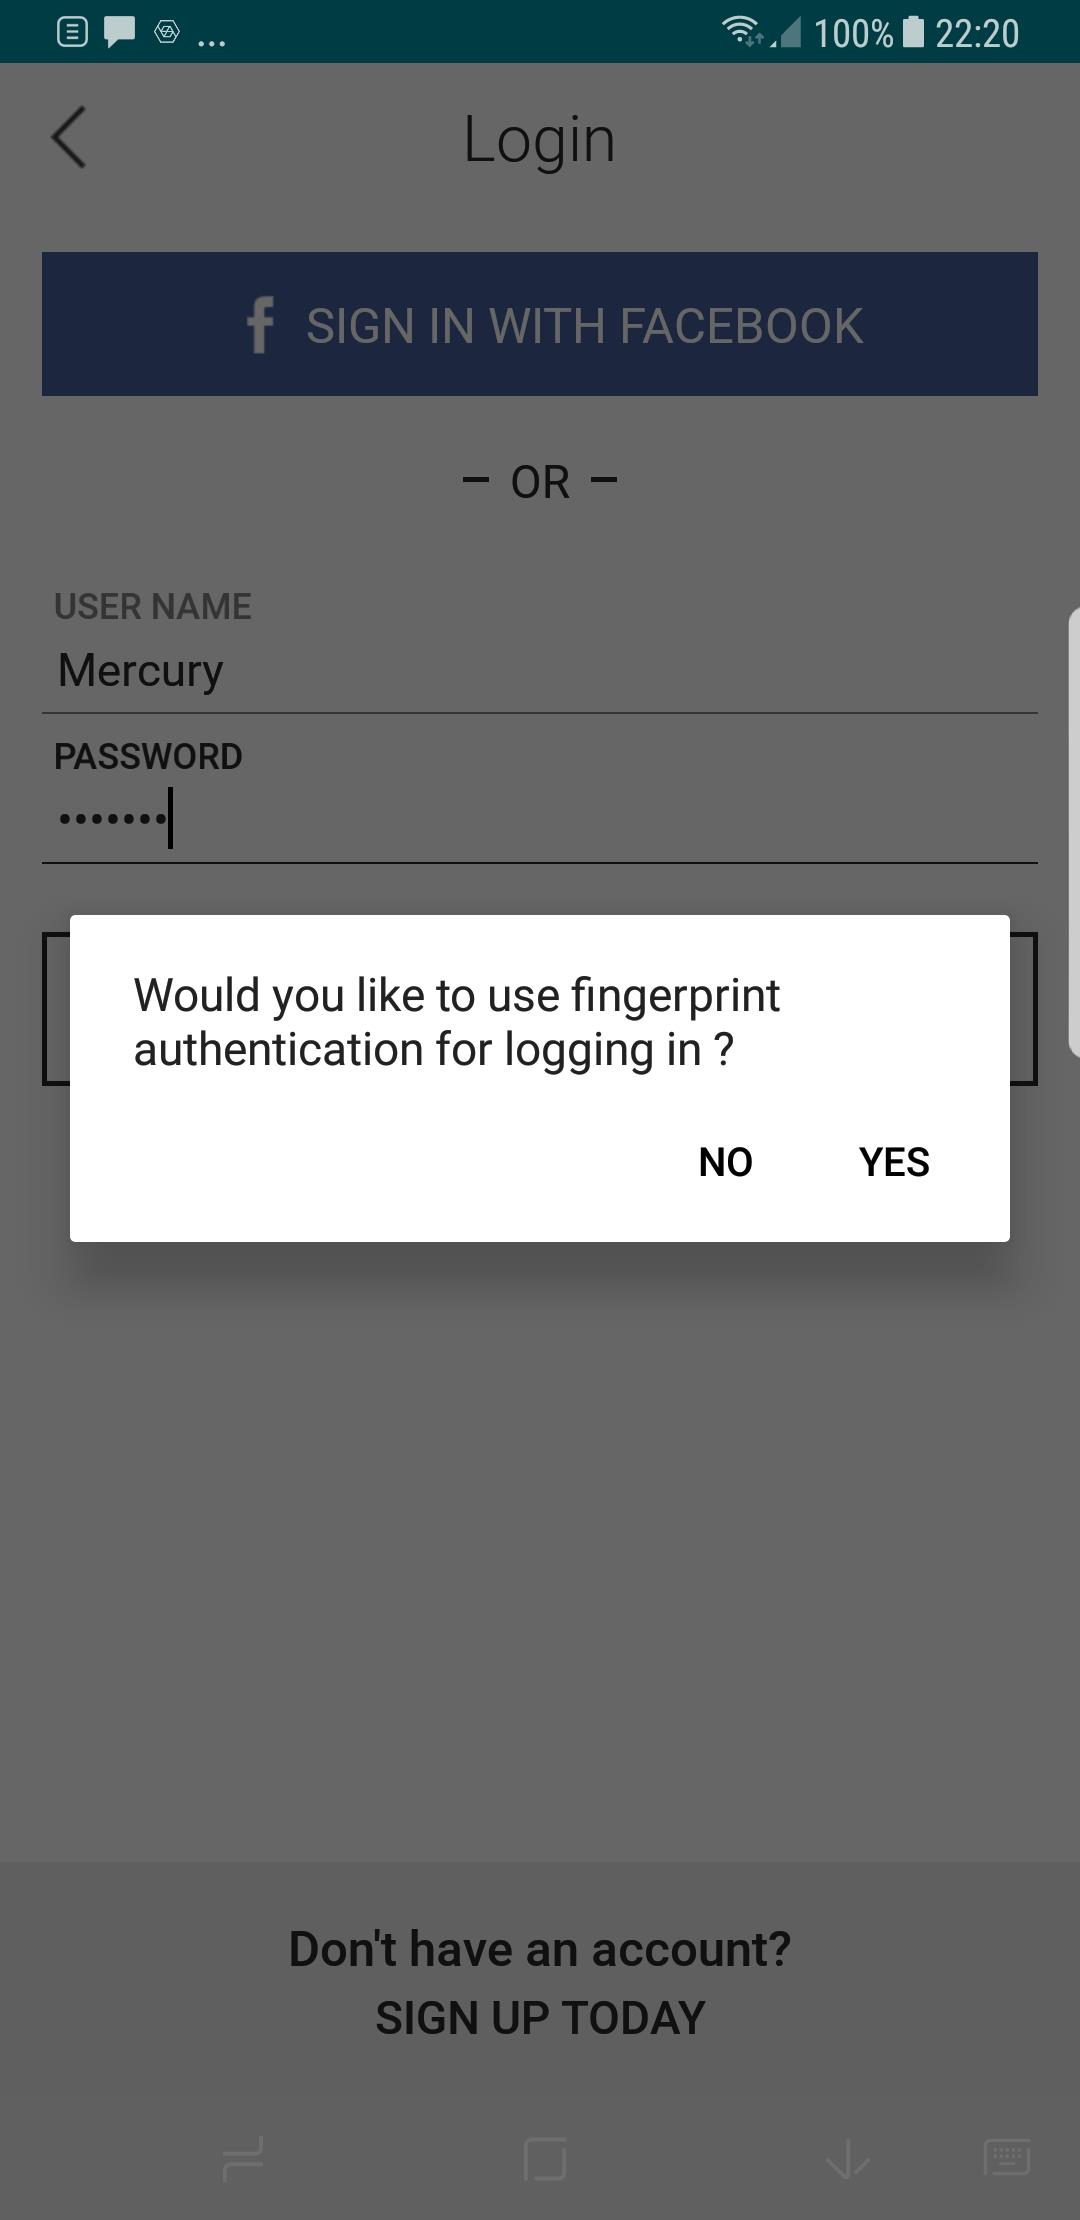 100% 22:20
Login
f SIGN IN WITH FACEBOOK
– OR –
USER NAME
Mercury
PASSWORD
•••••••
Would you like to use fingerprint
authentication for logging in ?
NO YES
Don't have an account?
SIGN UP TODAY